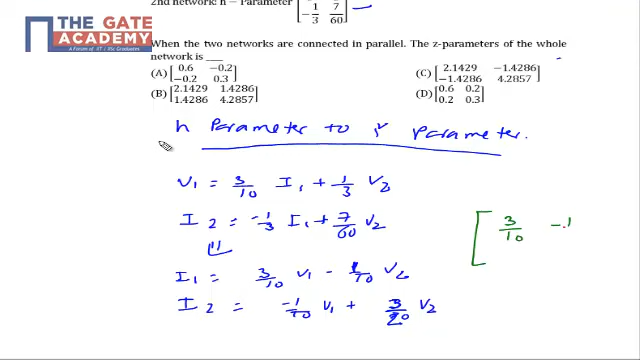 2nd network: h − Parameter [ −1/3 7/60 ]
THE GATE ACADEMY
A Forum of IIT / IISc Graduates
When the two networks are connected in parallel. The z-parameters of the whole
network is ___
(A) [ 0.6 −0.2 ; −0.2 0.3 ] (C) [ 2.1429 −1.4286 ; −1.4286 4.2857 ]
(B) [ 2.1429 1.4286 ; 1.4286 4.2857 ] (D) [ 0.6 0.2 ; 0.2 0.3 ]
h Parameter to y Parameter.
V1 = 3/10 I1 + 1/3 V2
I2 = -1/3 I1 + 7/60 V2
[ 3/10 -.1
I1 = 3/10 V1 - 1/10 V2
I2 = -1/10 V1 + 3/20 V2